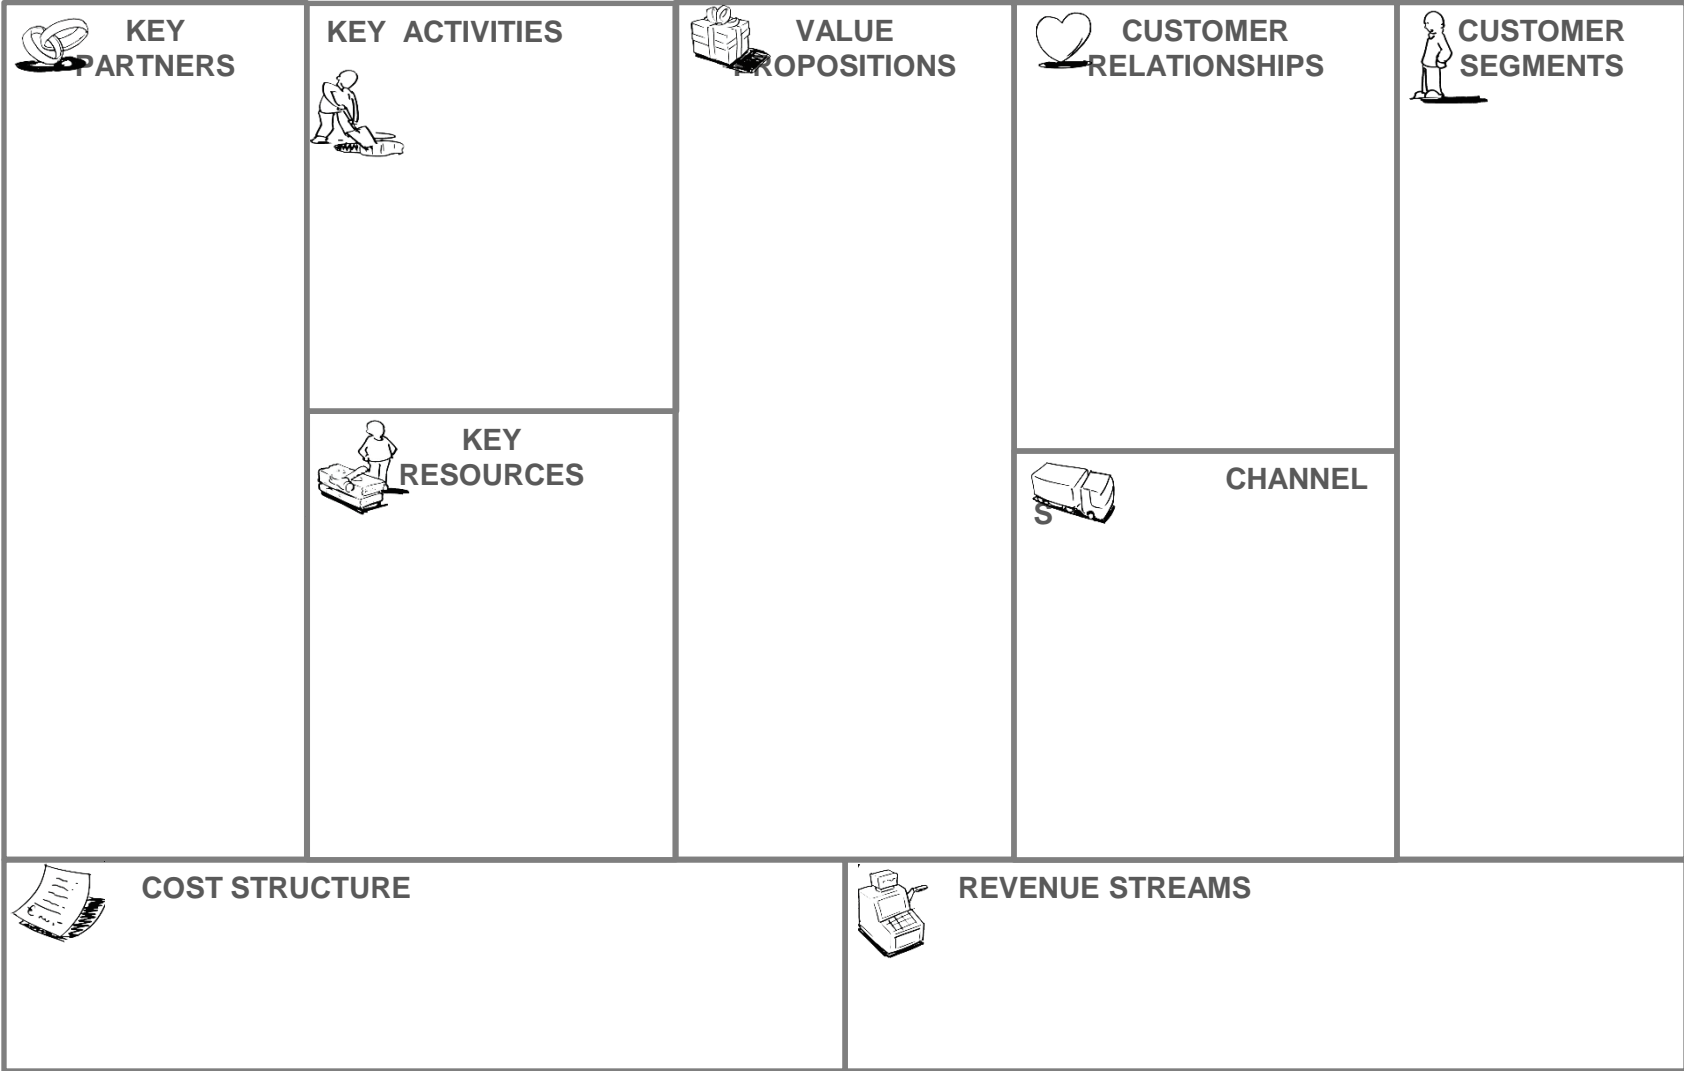 KEY
PARTNERS
KEY ACTIVITIES
KEY
RESOURCES
VALUE
PROPOSITIONS
CUSTOMER
RELATIONSHIPS
CHANNEL
S
CUSTOMER
SEGMENTS
COST STRUCTURE
REVENUE STREAMS